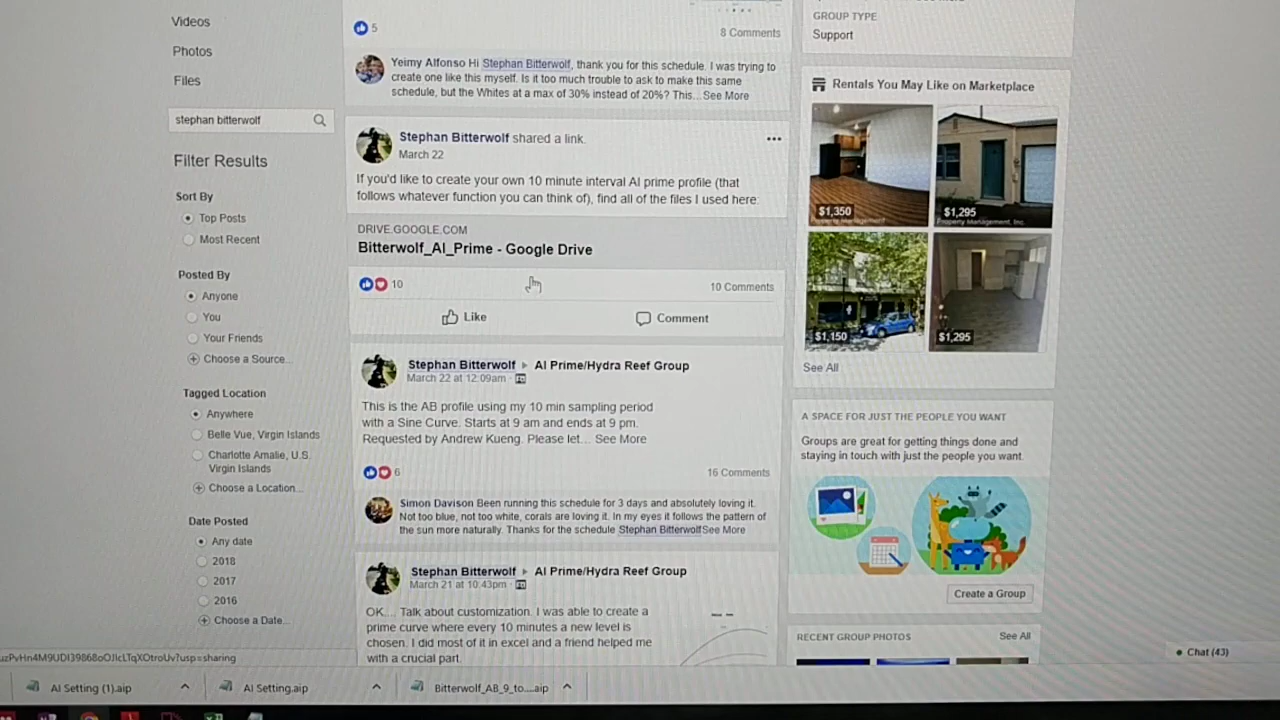 Videos
Photos
Files
stephan bitterwolf
Filter Results
Sort By
Top Posts
Most Recent
Posted By
Anyone
You
Your Friends
Choose a Source...
Tagged Location
Anywhere
Belle Vue, Virgin Islands
Charlotte Amalie, U.S.
Virgin Islands
Choose a Location...
Date Posted
Any date
2018
2017
2016
Choose a Date...
5
8 Comments
Yeimy Alfonso Hi Stephan Bitterwolf, thank you for this schedule. I was trying to
create one like this myself. Is it too much trouble to ask to make this same
schedule, but the Whites at a max of 30% instead of 20%? This... See More
Stephan Bitterwolf shared a link.
March 22
If you'd like to create your own 10 minute interval AI prime profile (that
follows whatever function you can think of), find all of the files I used here:
DRIVE.GOOGLE.COM
Bitterwolf_AI_Prime - Google Drive
10
10 Comments
Like
Comment
Stephan Bitterwolf ▸ AI Prime/Hydra Reef Group
March 22 at 12:09am ·
This is the AB profile using my 10 min sampling period
with a Sine Curve. Starts at 9 am and ends at 9 pm.
Requested by Andrew Kueng. Please let... See More
6
16 Comments
Simon Davison Been running this schedule for 3 days and absolutely loving it.
Not too blue, not too white, corals are loving it. In my eyes it follows the pattern of
the sun more naturally. Thanks for the schedule Stephan Bitterwolf See More
Stephan Bitterwolf ▸ AI Prime/Hydra Reef Group
March 21 at 10:43pm ·
OK... Talk about customization. I was able to create a
prime curve where every 10 minutes a new level is
chosen. I did most of it in excel and a friend helped me
with a crucial part.
GROUP TYPE
Support
Rentals You May Like on Marketplace
$1,350
$1,295
Property Management, Inc.
$1,150
$1,295
See All
A SPACE FOR JUST THE PEOPLE YOU WANT
Groups are great for getting things done and
staying in touch with just the people you want.
Create a Group
RECENT GROUP PHOTOS
See All
Chat (43)
?usp=sharing
AI Setting (1).aip
AI Setting.aip
Bitterwolf_AB_9_to....aip